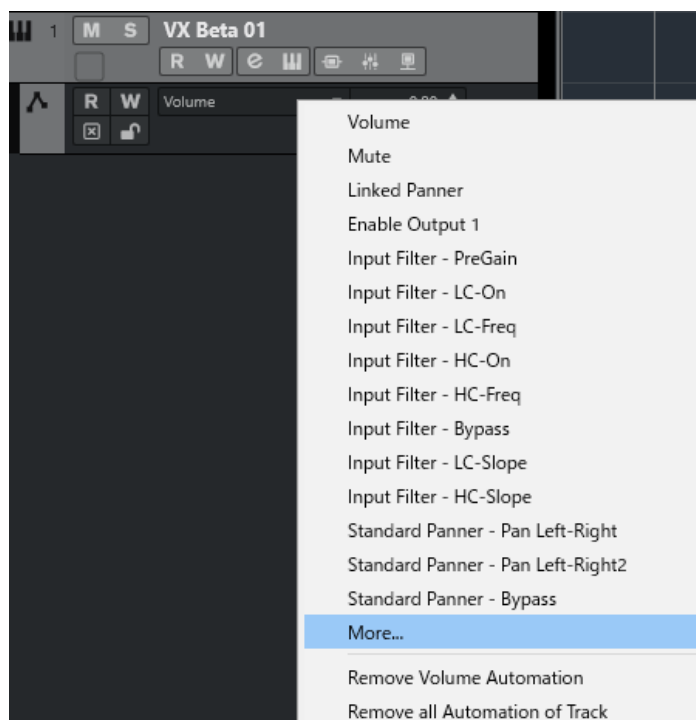 1 M S VX Beta 01
R W e
R W Volume 0.00
Volume
Mute
Linked Panner
Enable Output 1
Input Filter - PreGain
Input Filter - LC-On
Input Filter - LC-Freq
Input Filter - HC-On
Input Filter - HC-Freq
Input Filter - Bypass
Input Filter - LC-Slope
Input Filter - HC-Slope
Standard Panner - Pan Left-Right
Standard Panner - Pan Left-Right2
Standard Panner - Bypass
More...
Remove Volume Automation
Remove all Automation of Track